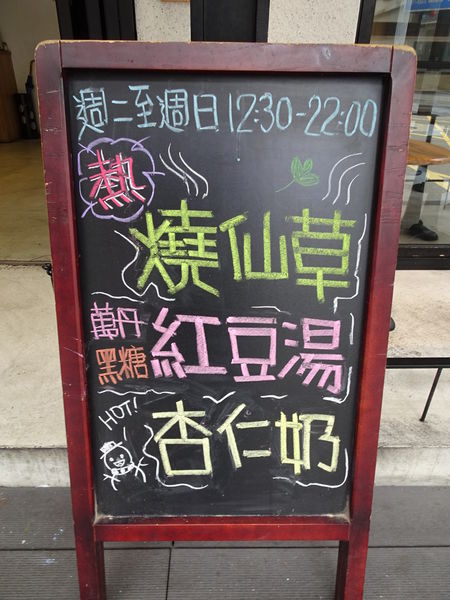 週二至週日 12:30-22:00
熱
燒仙草
萬丹
黑糖
紅豆湯
HOT!
杏仁奶